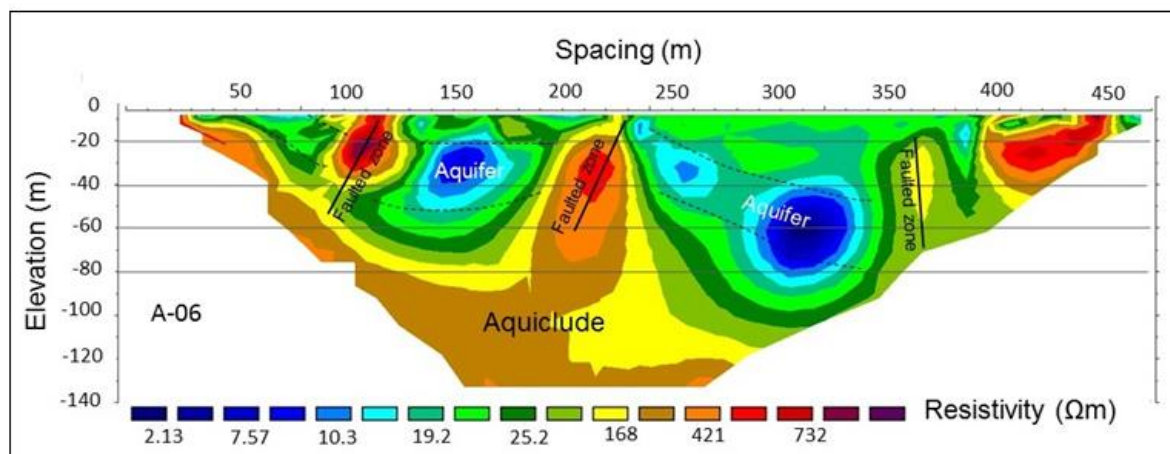 Spacing (m)
50 100 150 200 250 300 350 400 450
Elevation (m)
0
-20
-40
-60
-80
-100
-120
-140
Faulted zone
Aquifer
Faulted zone
Aquifer
Faulted zone
Aquiclude
A-06
2.13 7.57 10.3 19.2 25.2 168 421 732
Resistivity (Ωm)